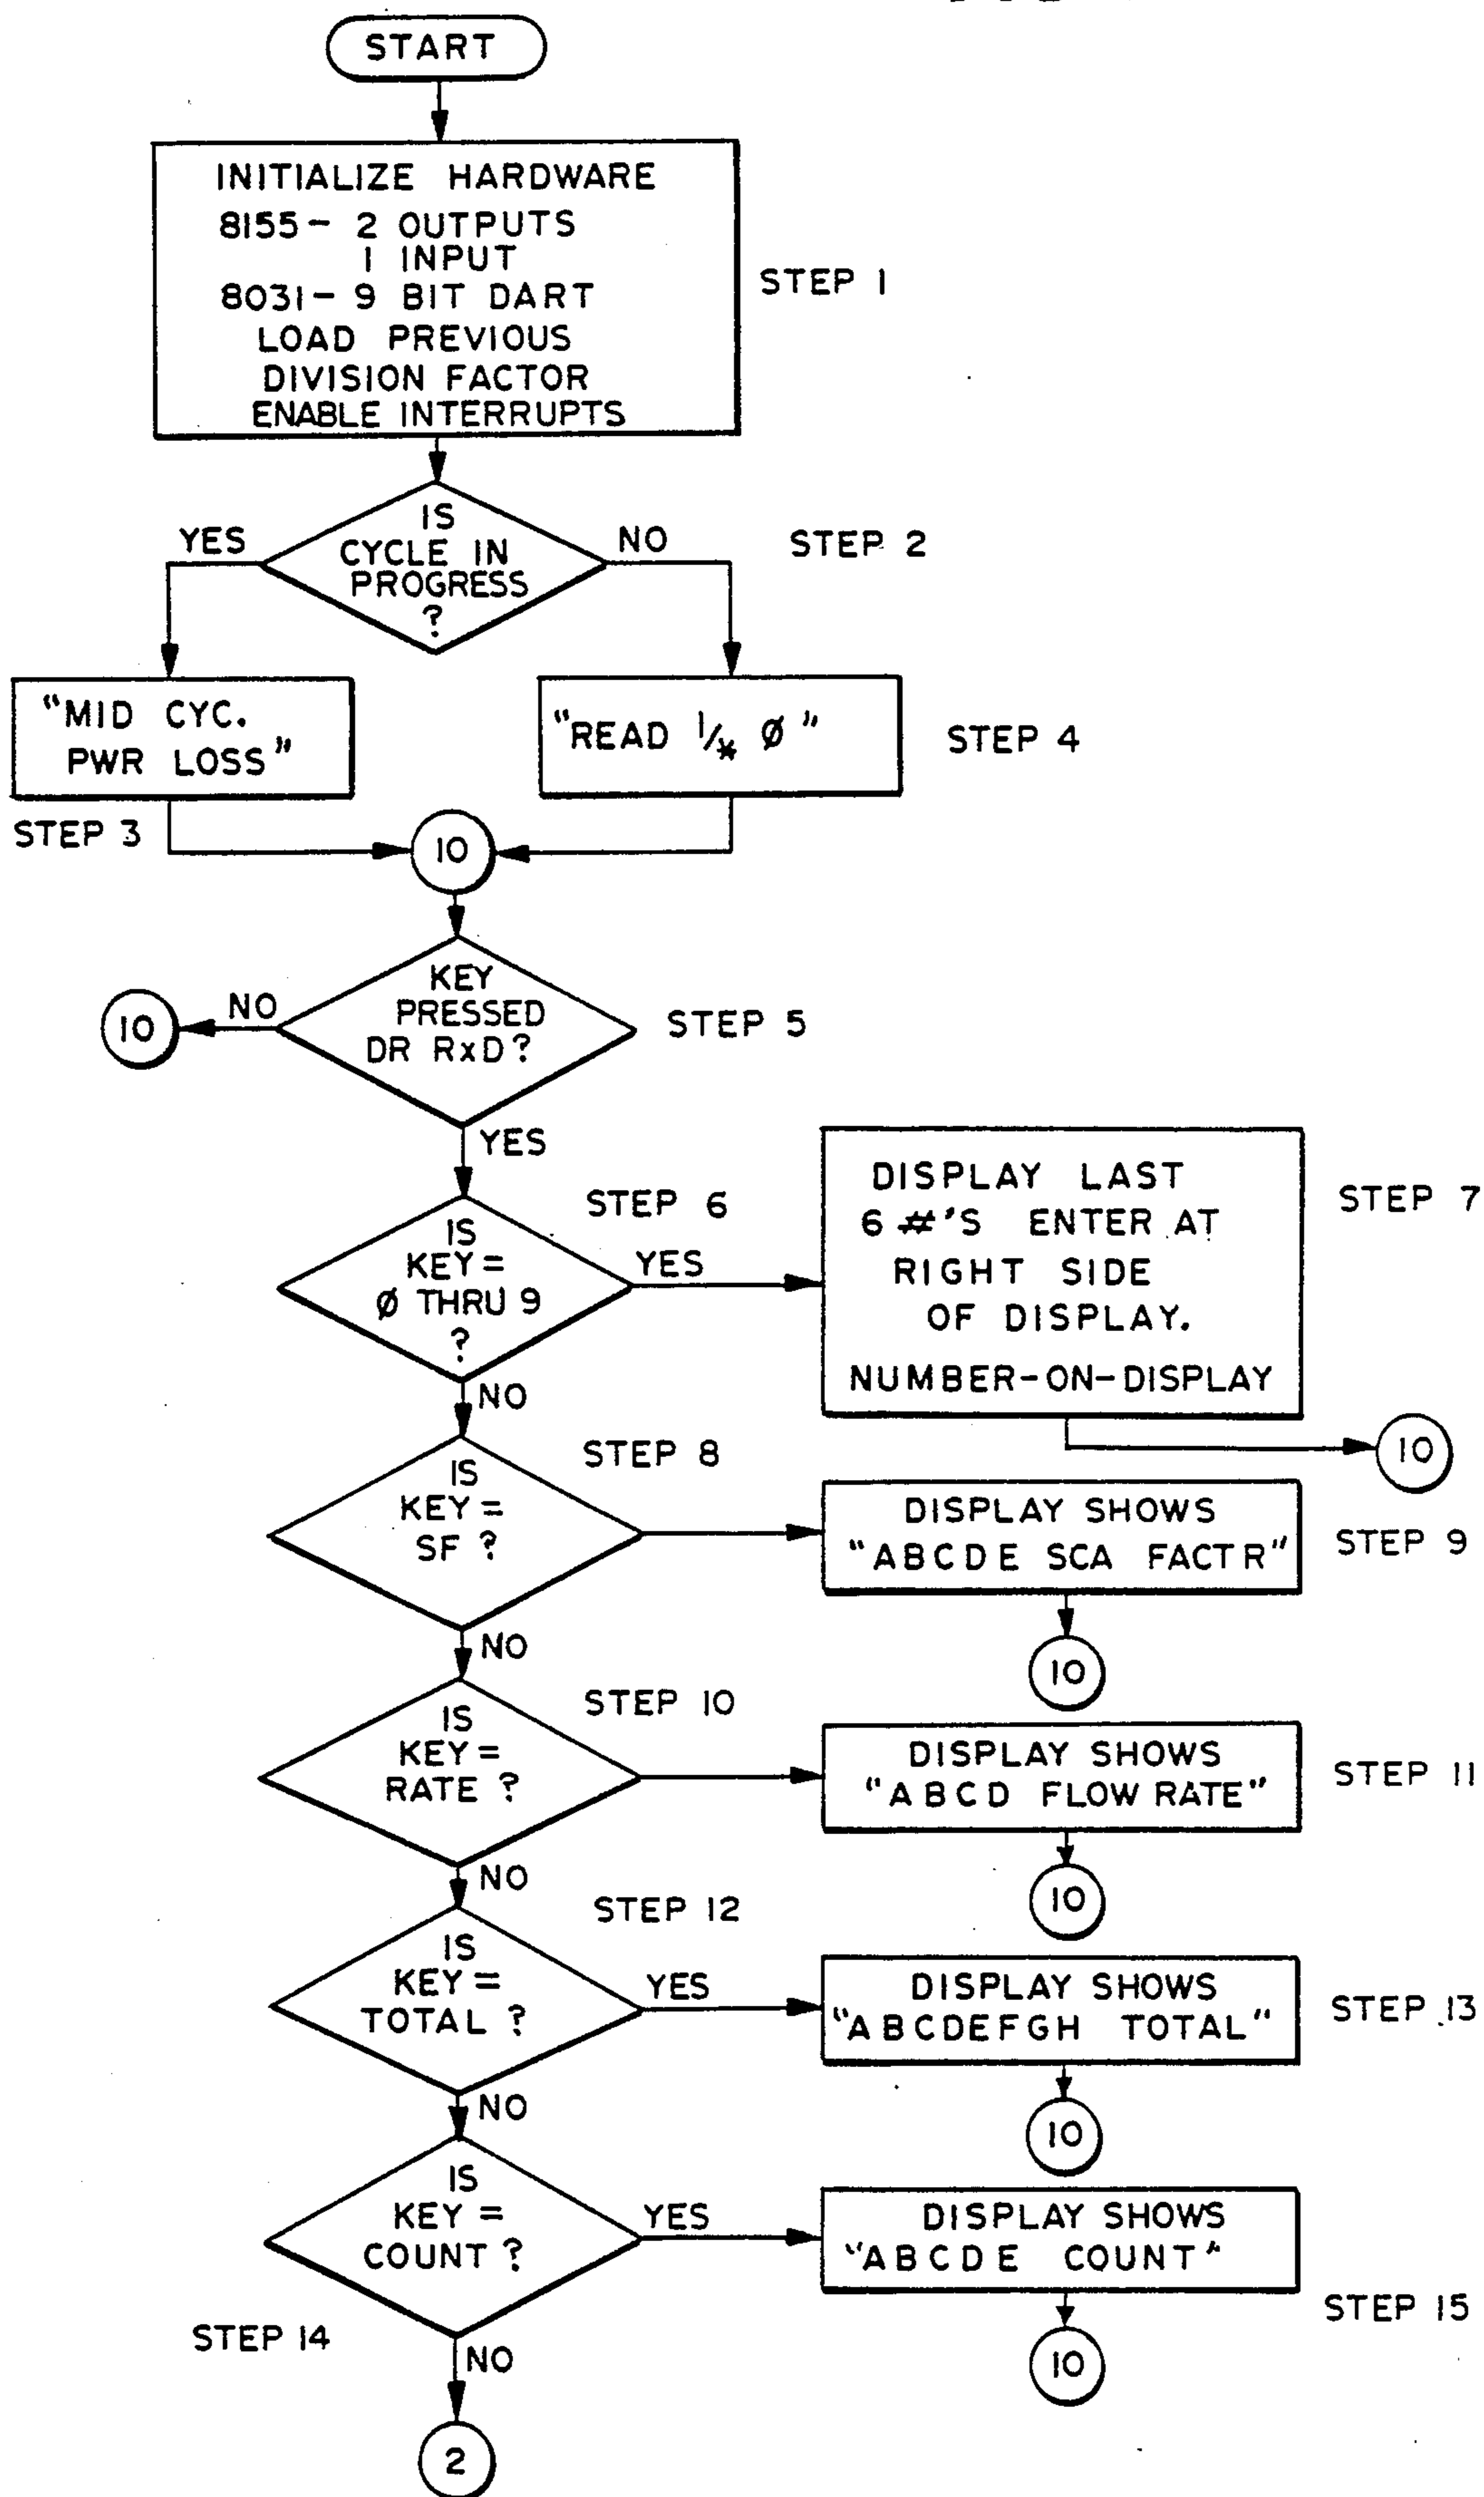 START
INITIALIZE HARDWARE
8155- 2 OUTPUTS
1 INPUT
8031- 9 BIT DART
LOAD PREVIOUS
DIVISION FACTOR
ENABLE INTERRUPTS
STEP 1
IS
CYCLE IN
PROGRESS
?
YES
NO
STEP 2
"MID CYC.
PWR LOSS"
STEP 3
"READ 1/* Ø"
STEP 4
10
KEY
PRESSED
DR RxD?
NO
10
STEP 5
YES
IS
KEY=
Ø THRU 9
?
STEP 6
YES
DISPLAY LAST
6 #'S ENTER AT
RIGHT SIDE
OF DISPLAY.
NUMBER-ON-DISPLAY
STEP 7
10
NO
IS
KEY=
SF ?
STEP 8
DISPLAY SHOWS
"ABCDE SCA FACTR"
STEP 9
10
NO
IS
KEY=
RATE ?
STEP 10
DISPLAY SHOWS
"ABCD FLOW RATE"
STEP 11
10
NO
IS
KEY=
TOTAL ?
STEP 12
YES
DISPLAY SHOWS
"ABCDEFGH TOTAL"
STEP 13
10
NO
IS
KEY =
COUNT ?
STEP 14
YES
DISPLAY SHOWS
"ABCDE COUNT"
STEP 15
10
NO
2